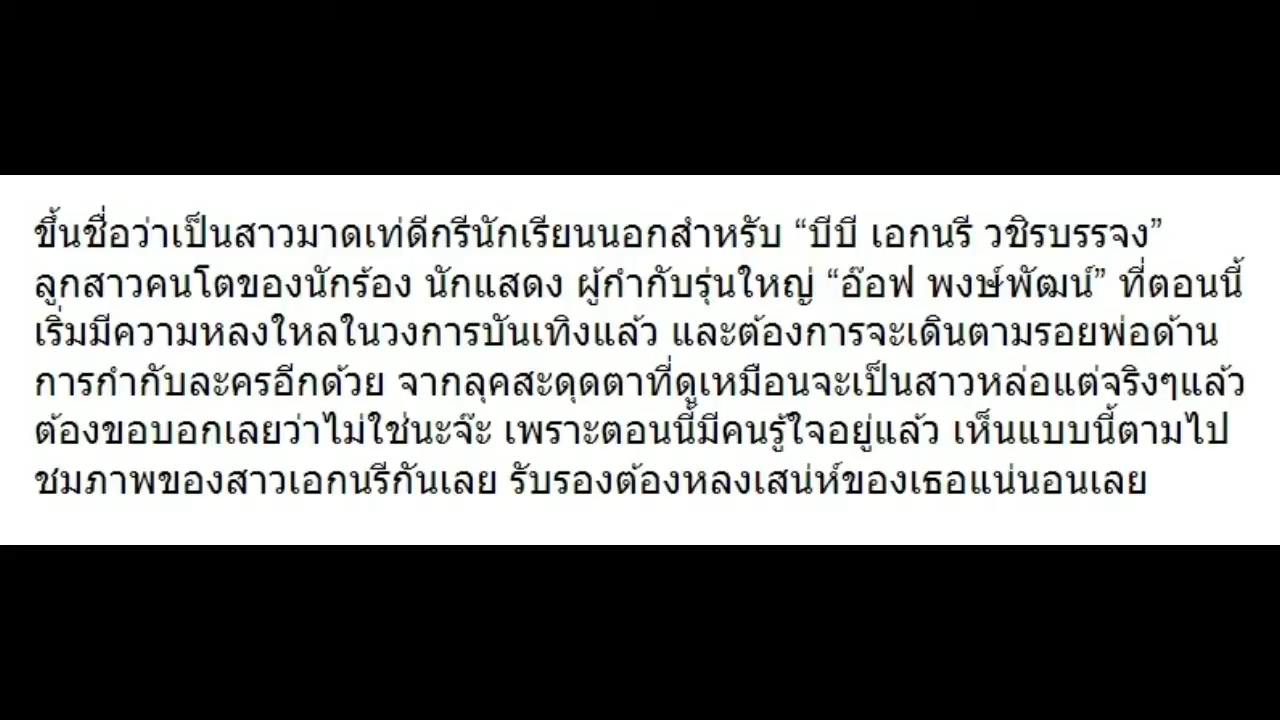 ขึ้นชื่อว่าเป็นสาวมาดเท่ดีกรีนักเรียนนอกสำหรับ “บีบี เอกนรี วชิรบรรจง”
ลูกสาวคนโตของนักร้อง นักแสดง ผู้กำกับรุ่นใหญ่ “อ๊อฟ พงษ์พัฒน์” ที่ตอนนี้
เริ่มมีความหลงใหลในวงการบันเทิงแล้ว และต้องการจะเดินตามรอยพ่อด้าน
การกำกับละครอีกด้วย จากลุคสะดุดตาที่ดูเหมือนจะเป็นสาวหล่อแต่จริงๆแล้ว
ต้องขอบอกเลยว่าไม่ใช่นะจ๊ะ เพราะตอนนี้มีคนรู้ใจอยู่แล้ว เห็นแบบนี้ตามไป
ชมภาพของสาวเอกนรีกันเลย รับรองต้องหลงเสน่ห์ของเธอแน่นอนเลย